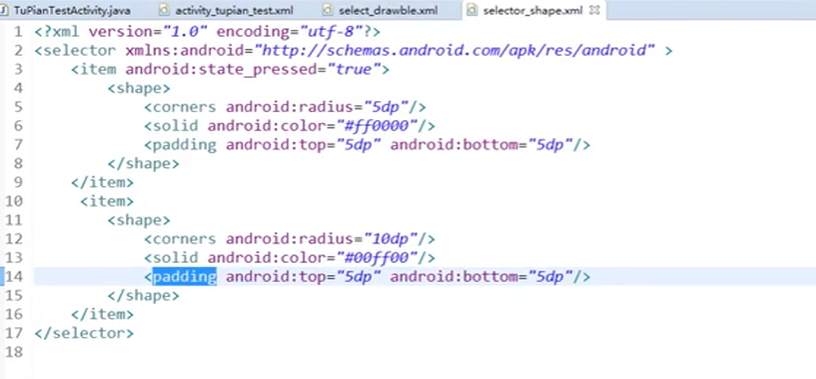 TuPianTestActivity.java activity_tupian_test.xml select_drawble.xml selector_shape.xml
1 <?xml version="1.0" encoding="utf-8"?>
2 <selector xmlns:android="http://schemas.android.com/apk/res/android" >
3 <item android:state_pressed="true">
4 <shape>
5 <corners android:radius="5dp"/>
6 <solid android:color="#ff0000"/>
7 <padding android:top="5dp" android:bottom="5dp"/>
8 </shape>
9 </item>
10 <item>
11 <shape>
12 <corners android:radius="10dp"/>
13 <solid android:color="#00ff00"/>
14 <padding android:top="5dp" android:bottom="5dp"/>
15 </shape>
16 </item>
17 </selector>
18